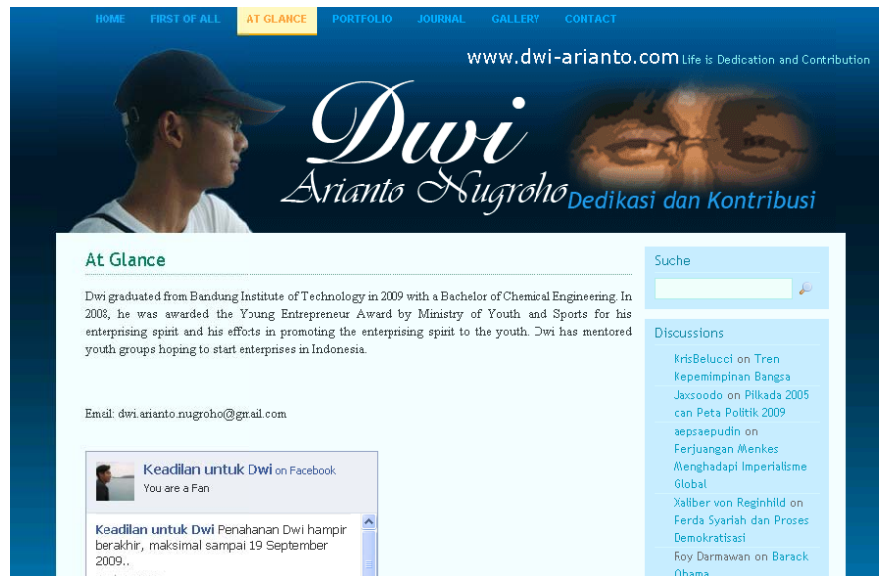 HOME FIRST OF ALL AT GLANCE PORTFOLIO JOURNAL GALLERY CONTACT
www.dwi-arianto.com Life is Dedication and Contribution
Dwi
Arianto Nugroho
Dedikasi dan Kontribusi
At Glance
Dwi graduated from Bandung Institute of Technology in 2009 with a Bachelor of Chemical Engineering. In
2008, he was awarded the Young Entrepreneur Award by Ministry of Youth and Sports for his
enterprising spirit and his efforts in promoting the enterprising spirit to the youth. Dwi has mentored
youth groups hoping to start enterprises in Indonesia.
Email: dwi.arianto.nugroho@gmail.com
Keadilan untuk Dwi on Facebook
You are a Fan
Keadilan untuk Dwi Penahanan Dwi hampir
berakhir, maksimal sampai 19 September
2009..
Suche
Discussions
KrisBelucci on Tren
Kepemimpinan Bangsa
Jaxsoodo on Pilkada 2005
can Peta Politik 2009
aepsaepudin on
Ferjuangan Menkes
Menghadapi Imperialisme
Global
Xaliber von Reginhild on
Ferda Syariah dan Proses
Demokratisasi
Roy Darmawan on Barack
Obama